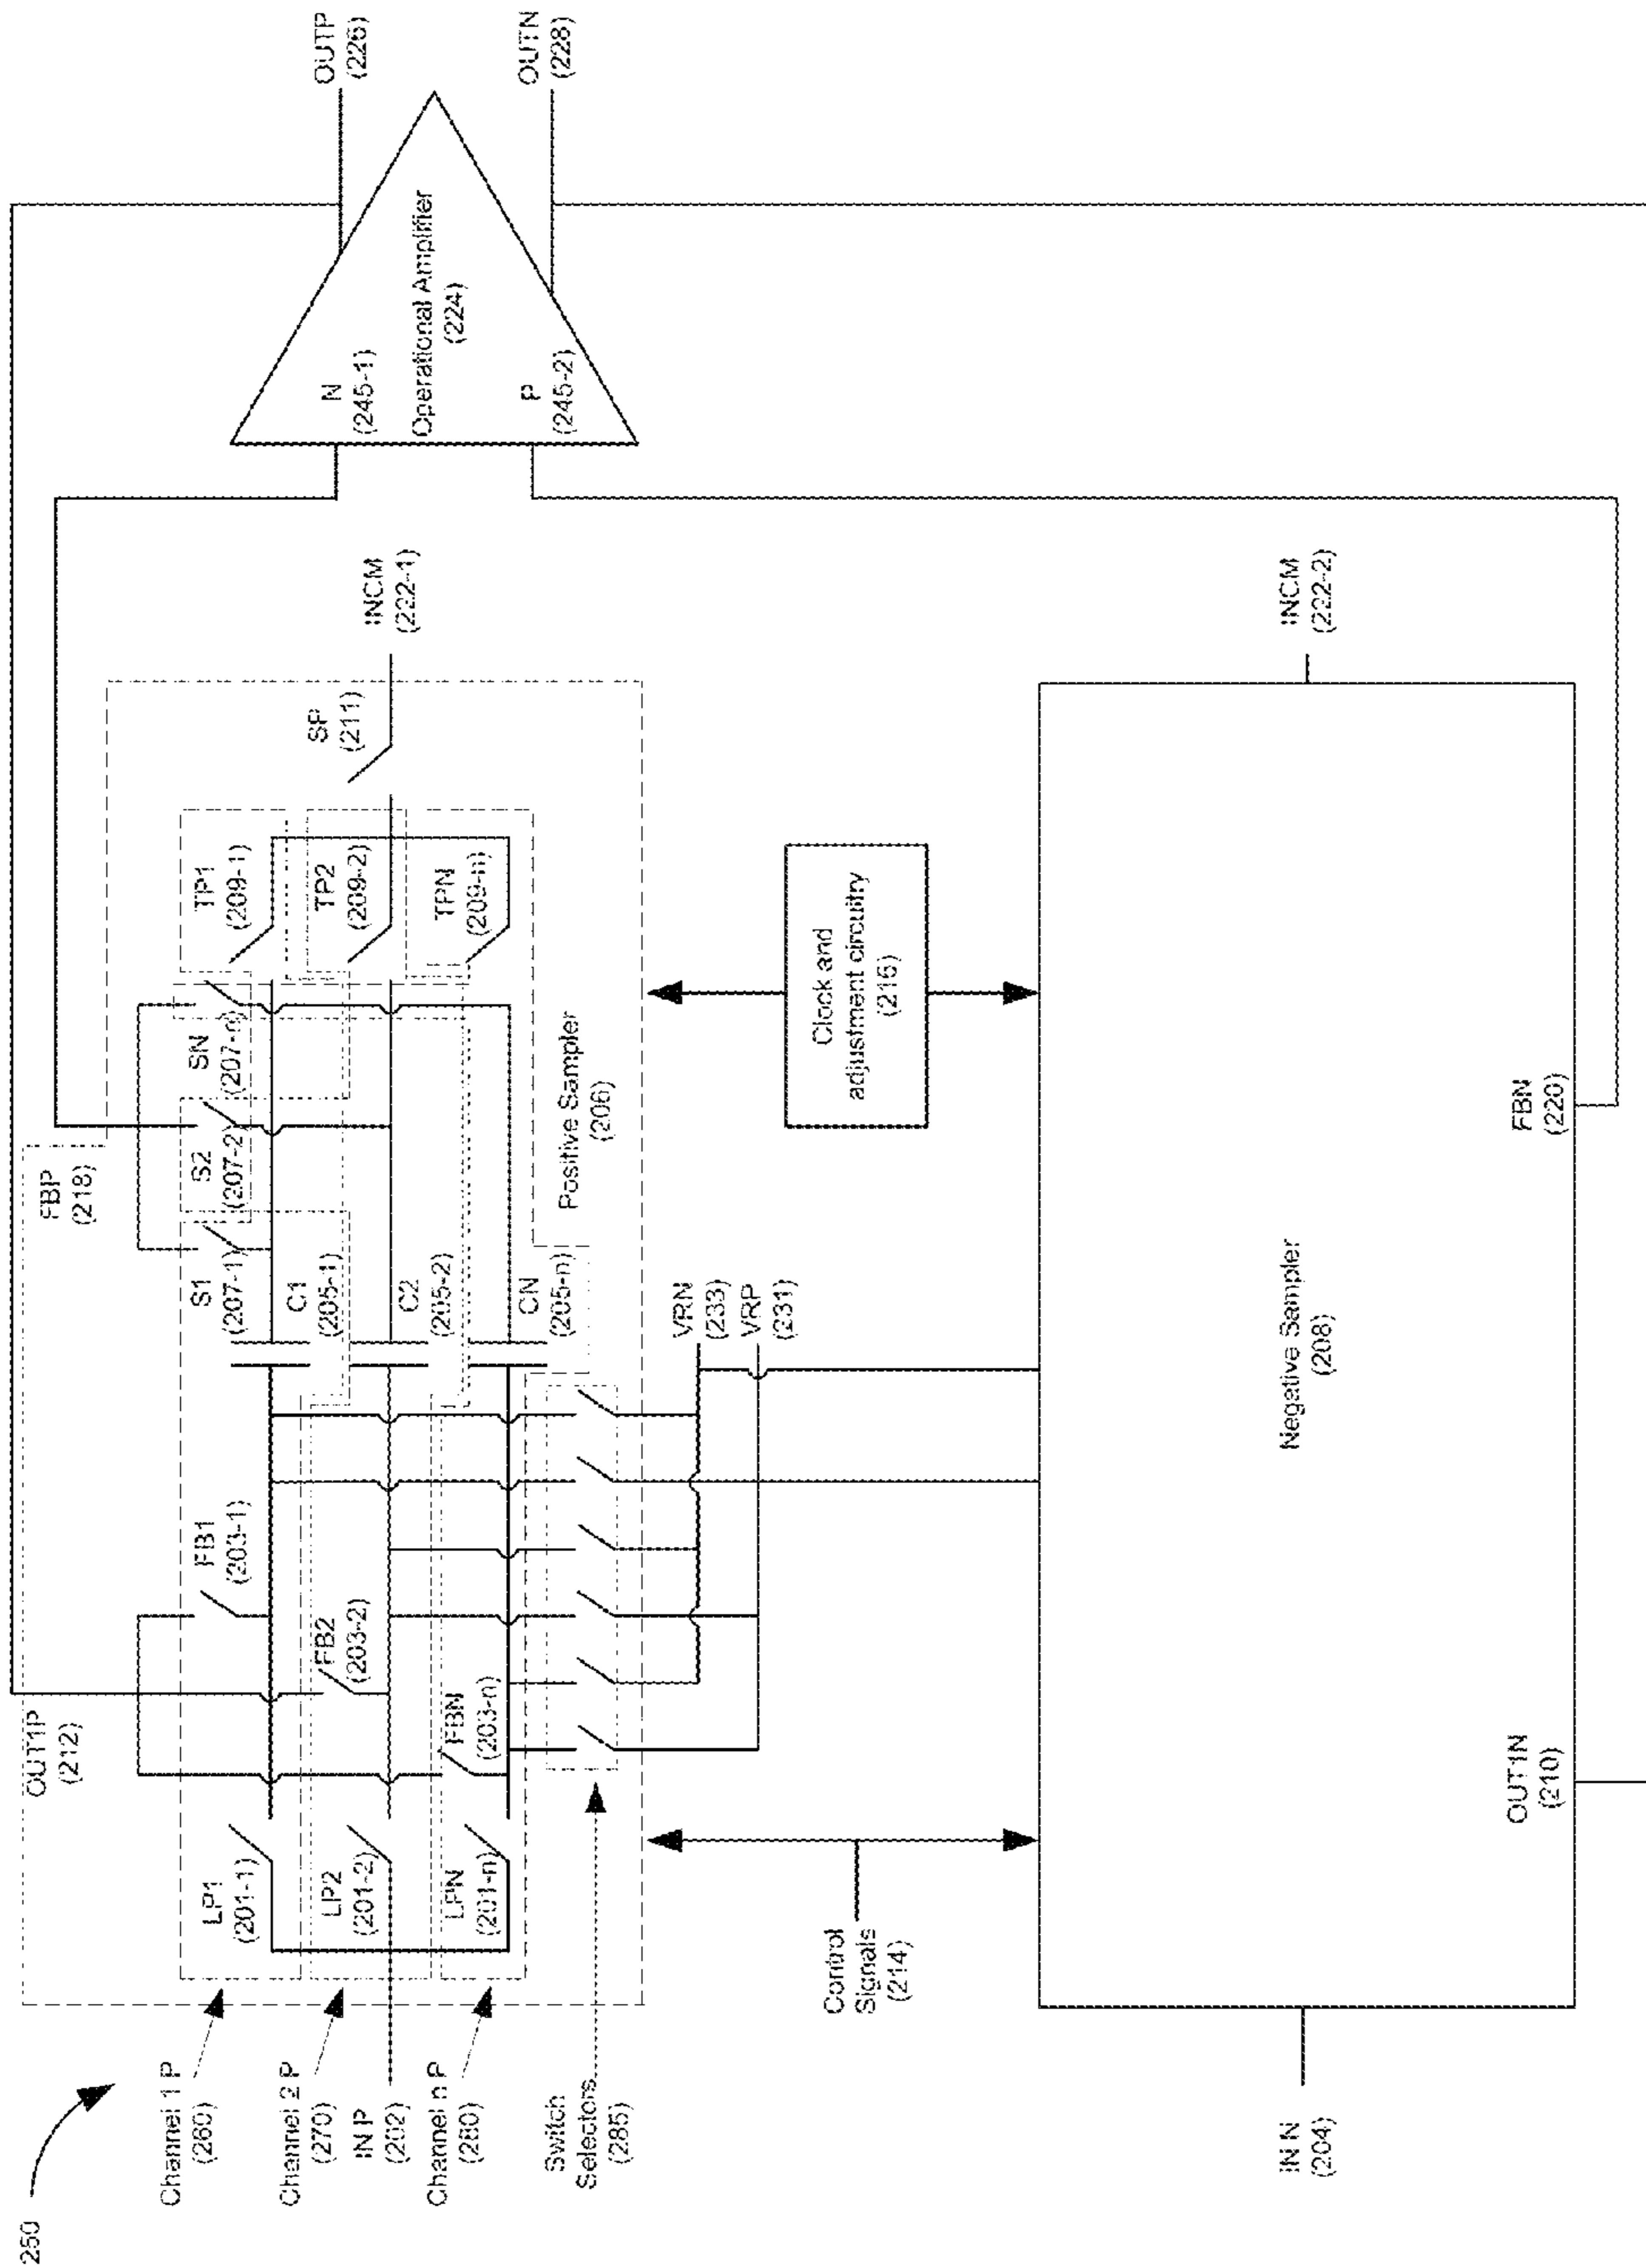 250
Channel 1 P
(260)
Channel 2 P
(270)
IN P
(202)
Channel n P
(280)
Switch
Selectors
(285)
OUT1P
(212)
LP1
(201-1)
LP2
(201-2)
LPN
(201-n)
FB1
(203-1)
FB2
(203-2)
FBN
(203-n)
FBP
(218)
S1
(207-1)
S2
(207-2)
SN
(207-n)
C1
(205-1)
C2
(205-2)
CN
(205-n)
TP1
(209-1)
TP2
(209-2)
TPN
(209-n)
SP
(211)
Positive Sampler
(206)
INCM
(222-1)
N
(245-1)
Operational Amplifier
(224)
P
(245-2)
OUTP
(226)
OUTN
(228)
VRN
(233)
VRP
(231)
Control
Signals
(214)
Clock and
adjustment circuitry
(216)
IN N
(204)
Negative Sampler
(208)
INCM
(222-2)
OUT1N
(210)
FBN
(220)